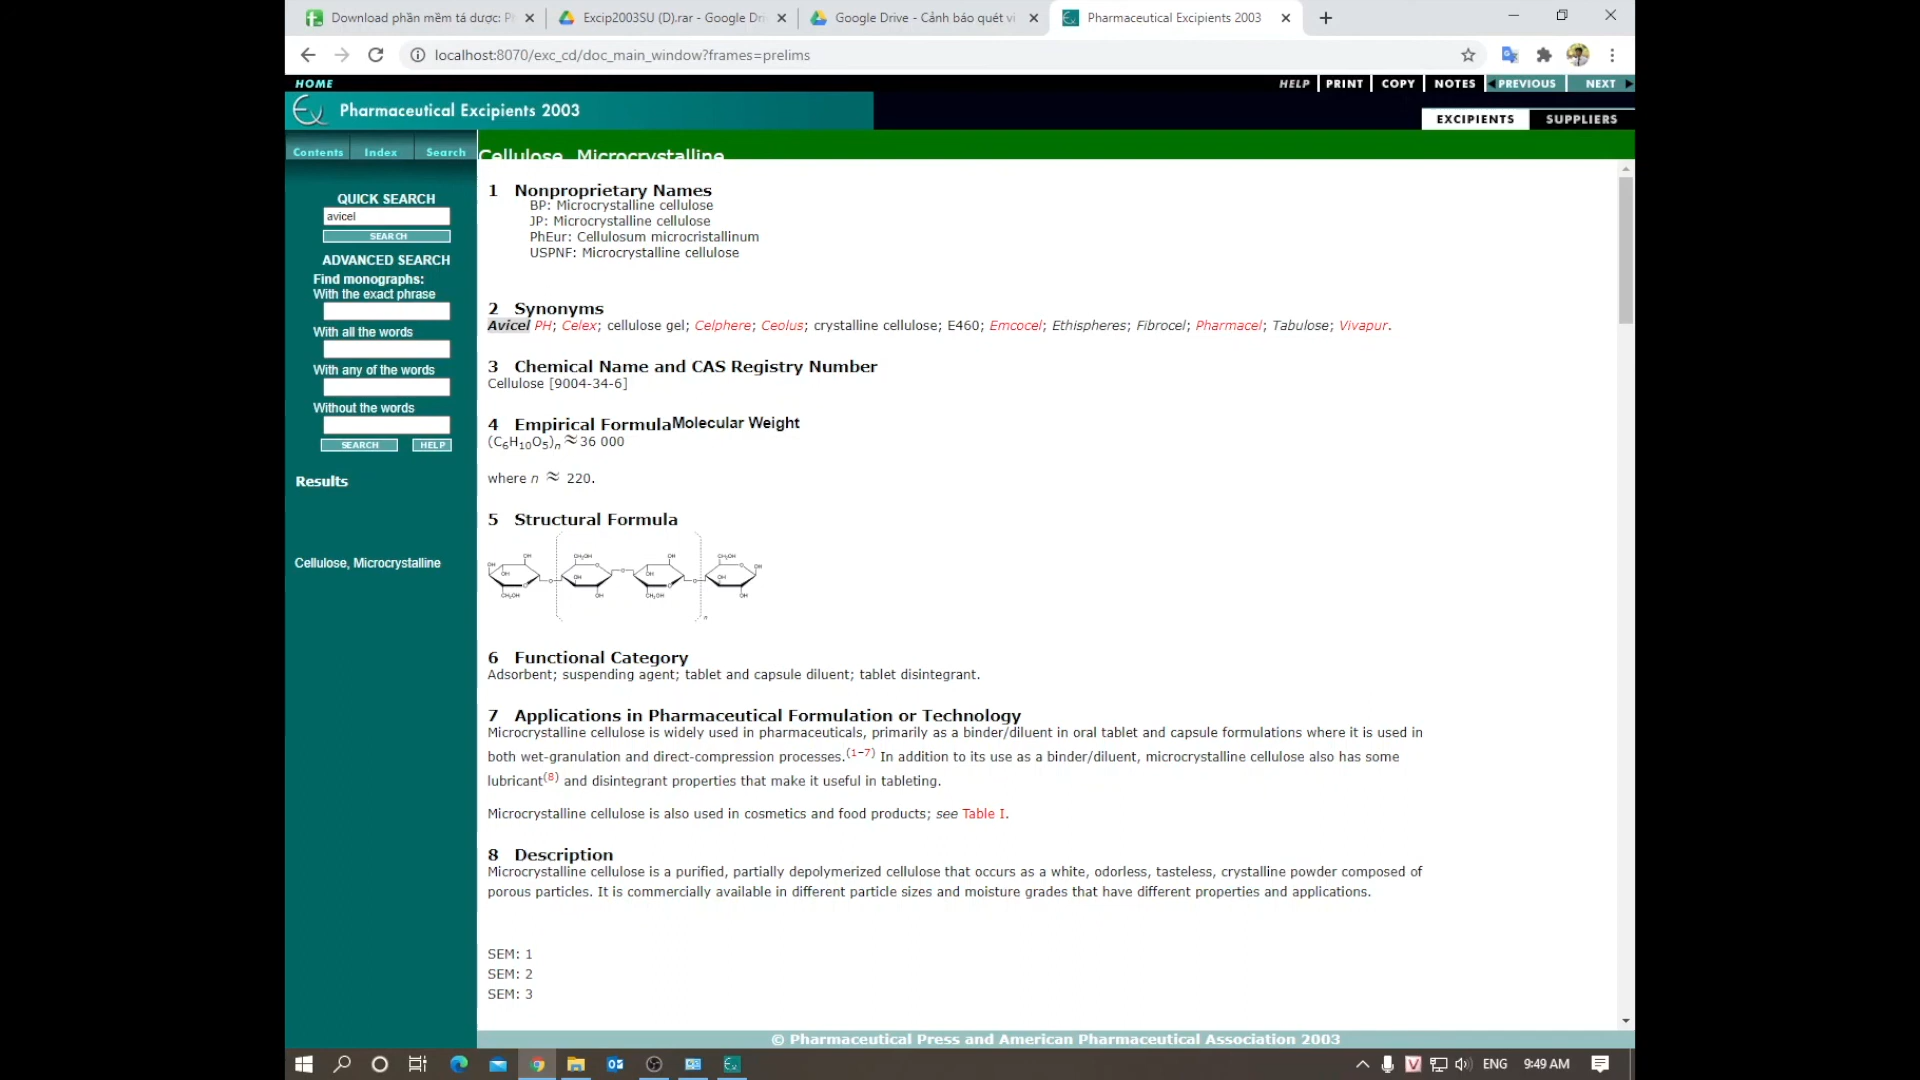 Download phần mềm tá dược: P
Excip2003SU (D).rar - Google Dri
Google Drive - Cảnh báo quét vi
Pharmaceutical Excipients 2003
localhost:8070/exc_cd/doc_main_window?frames=prelims
HOME
HELP PRINT COPY NOTES PREVIOUS NEXT
Pharmaceutical Excipients 2003
EXCIPIENTS SUPPLIERS
Contents Index Search
Cellulose, Microcrystalline
QUICK SEARCH
avicel
SEARCH
ADVANCED SEARCH
Find monographs:
With the exact phrase
With all the words
With any of the words
Without the words
SEARCH HELP
Results
Cellulose, Microcrystalline
1 Nonproprietary Names
BP: Microcrystalline cellulose
JP: Microcrystalline cellulose
PhEur: Cellulosum microcristallinum
USPNF: Microcrystalline cellulose
2 Synonyms
Avicel PH; Celex; cellulose gel; Celphere; Ceolus; crystalline cellulose; E460; Emcocel; Ethispheres; Fibrocel; Pharmacel; Tabulose; Vivapur.
3 Chemical Name and CAS Registry Number
Cellulose [9004-34-6]
4 Empirical FormulaMolecular Weight
(C6H10O5)n ≈36 000
where n ≈ 220.
5 Structural Formula
6 Functional Category
Adsorbent; suspending agent; tablet and capsule diluent; tablet disintegrant.
7 Applications in Pharmaceutical Formulation or Technology
Microcrystalline cellulose is widely used in pharmaceuticals, primarily as a binder/diluent in oral tablet and capsule formulations where it is used in
both wet-granulation and direct-compression processes.(1–7) In addition to its use as a binder/diluent, microcrystalline cellulose also has some
lubricant(8) and disintegrant properties that make it useful in tableting.
Microcrystalline cellulose is also used in cosmetics and food products; see Table I.
8 Description
Microcrystalline cellulose is a purified, partially depolymerized cellulose that occurs as a white, odorless, tasteless, crystalline powder composed of
porous particles. It is commercially available in different particle sizes and moisture grades that have different properties and applications.
SEM: 1
SEM: 2
SEM: 3
© Pharmaceutical Press and American Pharmaceutical Association 2003
ENG 9:49 AM